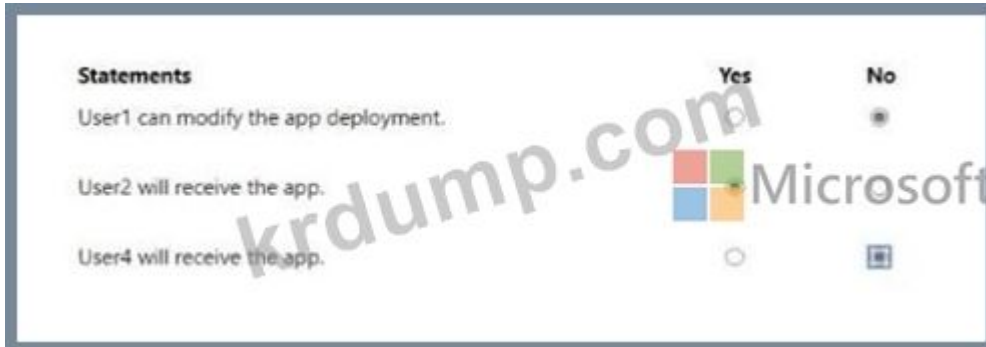 Statements Yes No
User1 can modify the app deployment.
User2 will receive the app.
User4 will receive the app.
krdump.com
Microsoft